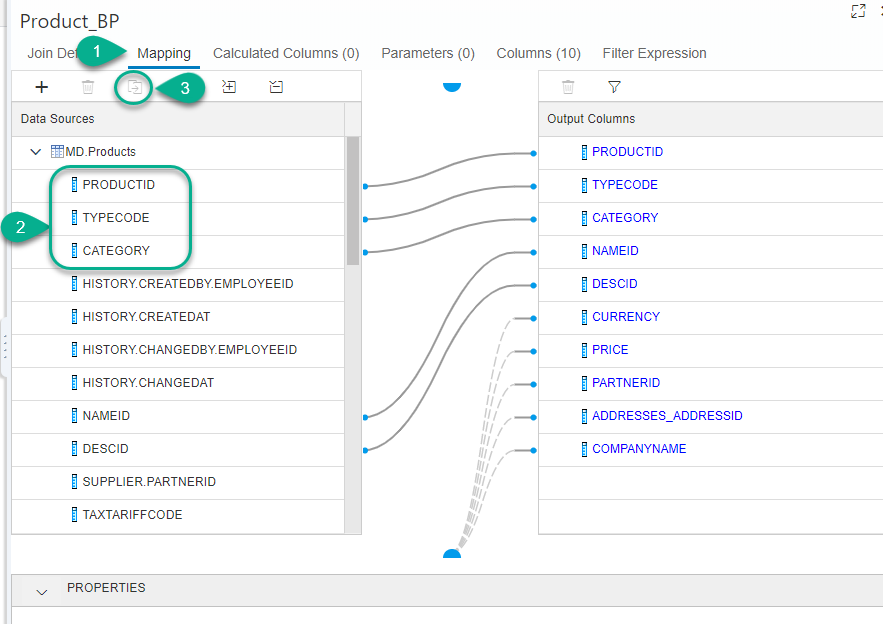 Product_BP
Join De
1
Mapping
Calculated Columns (0)
Parameters (0)
Columns (10)
Filter Expression
3
Data Sources
Output Columns
MD.Products
PRODUCTID
PRODUCTID
TYPECODE
TYPECODE
2
CATEGORY
CATEGORY
HISTORY.CREATEDBY.EMPLOYEEID
NAMEID
HISTORY.CREATEDAT
DESCID
HISTORY.CHANGEDBY.EMPLOYEEID
CURRENCY
HISTORY.CHANGEDAT
PRICE
NAMEID
PARTNERID
DESCID
ADDRESSES_ADDRESSID
SUPPLIER.PARTNERID
COMPANYNAME
TAXTARIFFCODE
PROPERTIES